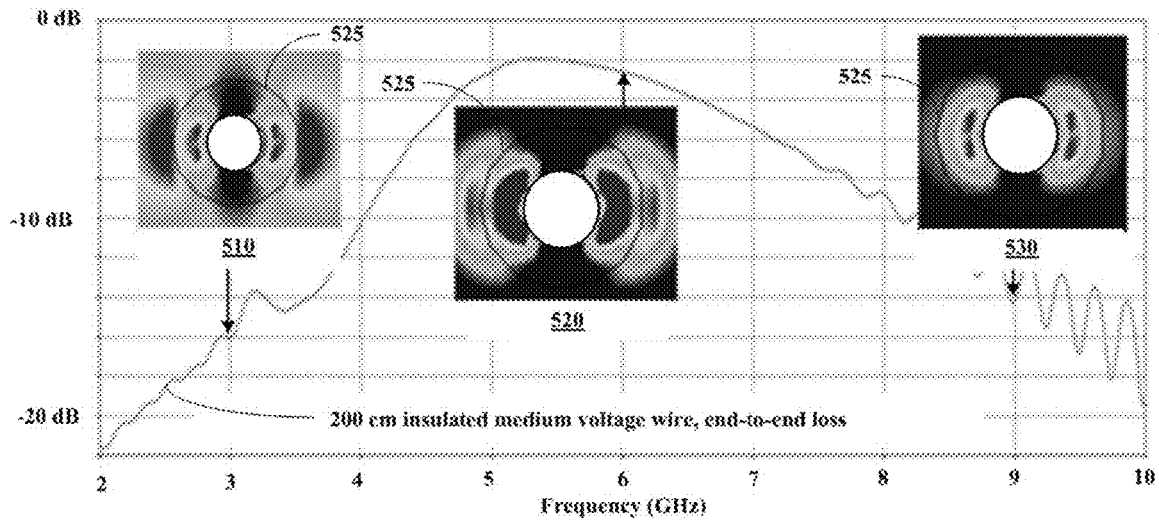 0 dB
525
525
525
-10 dB
510
520
530
-20 dB
200 cm insulated medium voltage wire, end-to-end loss
2 3 4 5 6 7 8 9 10
Frequency (GHz)